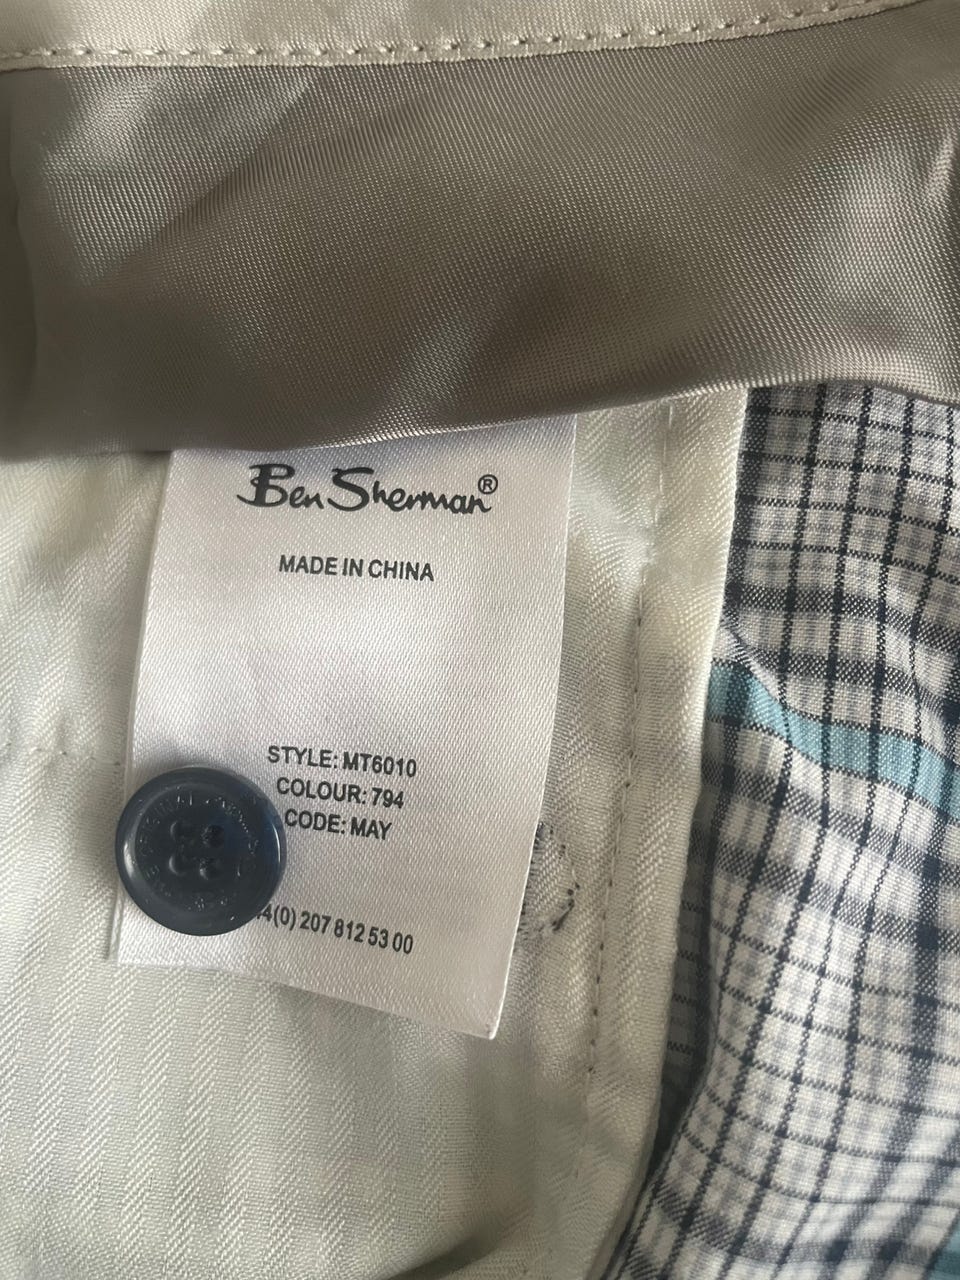 Ben Sherman®
MADE IN CHINA
STYLE: MT6010
COLOUR: 794
CODE: MAY
4(0) 207 812 53 00